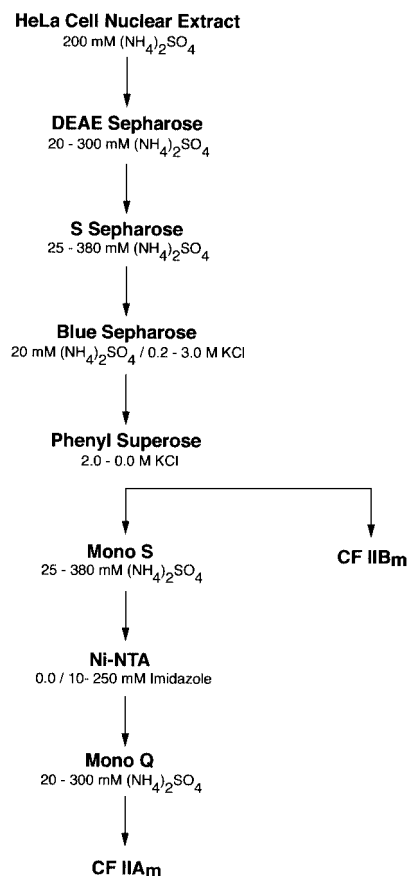 HeLa Cell Nuclear Extract
200 mM (NH4)2SO4
DEAE Sepharose
20 - 300 mM (NH4)2SO4
S Sepharose
25 - 380 mM (NH4)2SO4
Blue Sepharose
20 mM (NH4)2SO4 / 0.2 - 3.0 M KCl
Phenyl Superose
2.0 - 0.0 M KCl
Mono S
25 - 380 mM (NH4)2SO4
CF IIBm
Ni-NTA
0.0 / 10- 250 mM Imidazole
Mono Q
20 - 300 mM (NH4)2SO4
CF IIAm